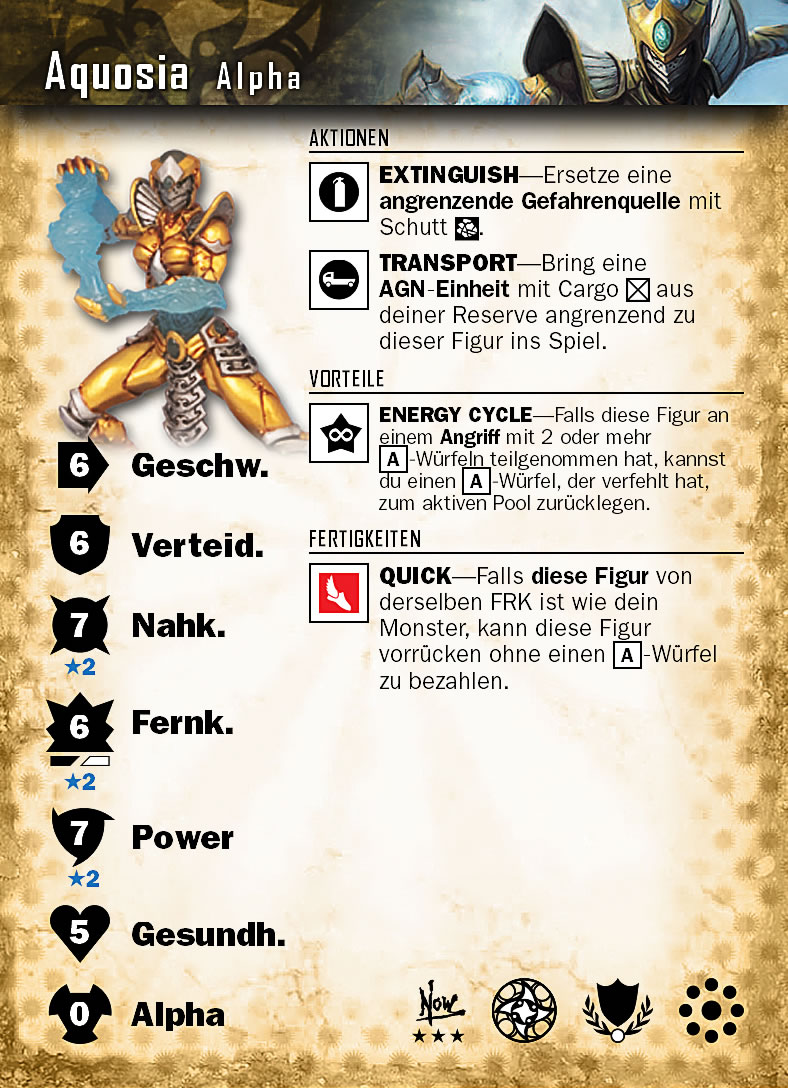 Aquosia Alpha
AKTIONEN
EXTINGUISH—Ersetze eine
angrenzende Gefahrenquelle mit
Schutt .
TRANSPORT—Bring eine
AGN-Einheit mit Cargo aus
deiner Reserve angrenzend zu
dieser Figur ins Spiel.
VORTEILE
ENERGY CYCLE—Falls diese Figur an
einem Angriff mit 2 oder mehr
A-Würfeln teilgenommen hat, kannst
du einen A-Würfel, der verfehlt hat,
zum aktiven Pool zurücklegen.
FERTIGKEITEN
QUICK—Falls diese Figur von
derselben FRK ist wie dein
Monster, kann diese Figur
vorrücken ohne einen A-Würfel
zu bezahlen.
6 Geschw.
6 Verteid.
7 Nahk.
★2
6 Fernk.
★2
7 Power
★2
5 Gesundh.
0 Alpha
Now
★★★